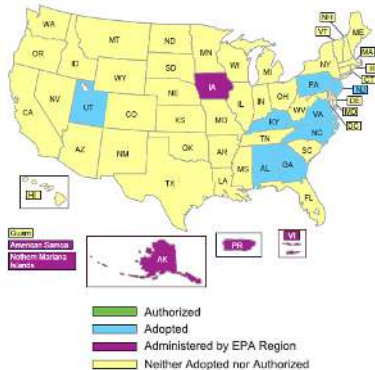 WA
MT
ND
MN
WI
MI
NH
VT
ME
MA
OR
ID
WY
SD
IA
NY
RI
CT
NV
UT
CO
NE
IL
IN
OH
PA
NJ
DE
MD
DC
CA
AZ
NM
KS
MO
KY
WV
VA
OK
AR
TN
NC
SC
TX
LA
MS
AL
GA
FL
HI
Guam
American Samoa
Nothern Mariana
Islands
AK
PR
VI
Authorized
Adopted
Administered by EPA Region
Neither Adopted nor Authorized